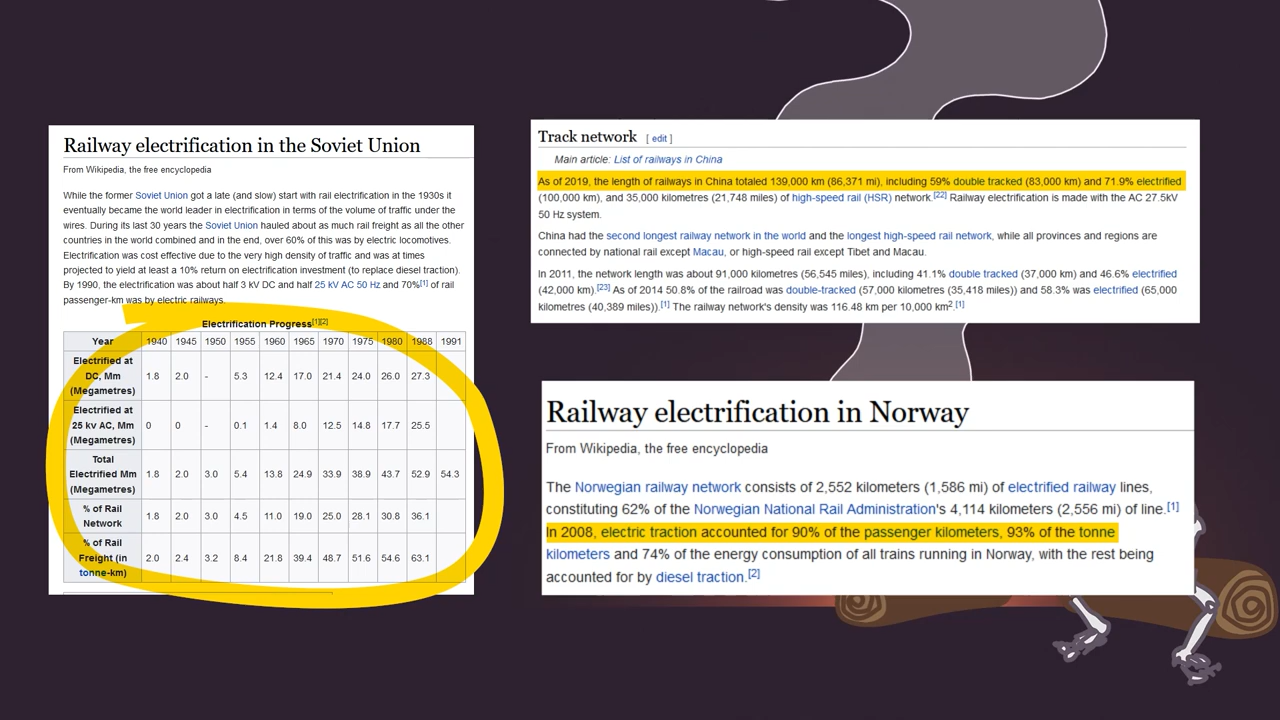 Railway electrification in the Soviet Union
From Wikipedia, the free encyclopedia
While the former Soviet Union got a late (and slow) start with rail electrification in the 1930s it
eventually became the world leader in electrification in terms of the volume of traffic under the
wires. During its last 30 years the Soviet Union hauled about as much rail freight as all the other
countries in the world combined and in the end, over 60% of this was by electric locomotives.
Electrification was cost effective due to the very high density of traffic and was at times
projected to yield at least a 10% return on electrification investment (to replace diesel traction).
By 1990, the electrification was about half 3 kV DC and half 25 kV AC 50 Hz and 70%[1] of rail
passenger-km was by electric railways.
Electrification Progress[1][2]
Year 1940 1945 1950 1955 1960 1965 1970 1975 1980 1988 1991
Electrified at
DC, Mm 1.8 2.0 - 5.3 12.4 17.0 21.4 24.0 26.0 27.3
(Megametres)
Electrified at
25 kv AC, Mm 0 0 - 0.1 1.4 8.0 12.5 14.8 17.7 25.5
(Megametres)
Total
Electrified Mm 1.8 2.0 3.0 5.4 13.8 24.9 33.9 38.9 43.7 52.9 54.3
(Megametres)
% of Rail
Network 1.8 2.0 3.0 4.5 11.0 19.0 25.0 28.1 30.8 36.1
% of Rail
Freight (in 2.0 2.4 3.2 8.4 21.8 39.4 48.7 51.6 54.6 63.1
tonne-km)
Track network [ edit ]
Main article: List of railways in China
As of 2019, the length of railways in China totaled 139,000 km (86,371 mi), including 59% double tracked (83,000 km) and 71.9% electrified
(100,000 km), and 35,000 kilometres (21,748 miles) of high-speed rail (HSR) network.[22] Railway electrification is made with the AC 27.5kV
50 Hz system.
China had the second longest railway network in the world and the longest high-speed rail network, while all provinces and regions are
connected by national rail except Macau, or high-speed rail except Tibet and Macau.
In 2011, the network length was about 91,000 kilometres (56,545 miles), including 41.1% double tracked (37,000 km) and 46.6% electrified
(42,000 km).[23] As of 2014 50.8% of the railroad was double-tracked (57,000 kilometres (35,418 miles)) and 58.3% was electrified (65,000
kilometres (40,389 miles)).[1] The railway network's density was 116.48 km per 10,000 km2.[1]
Railway electrification in Norway
From Wikipedia, the free encyclopedia
The Norwegian railway network consists of 2,552 kilometers (1,586 mi) of electrified railway lines,
constituting 62% of the Norwegian National Rail Administration's 4,114 kilometers (2,556 mi) of line.[1]
In 2008, electric traction accounted for 90% of the passenger kilometers, 93% of the tonne
kilometers and 74% of the energy consumption of all trains running in Norway, with the rest being
accounted for by diesel traction.[2]